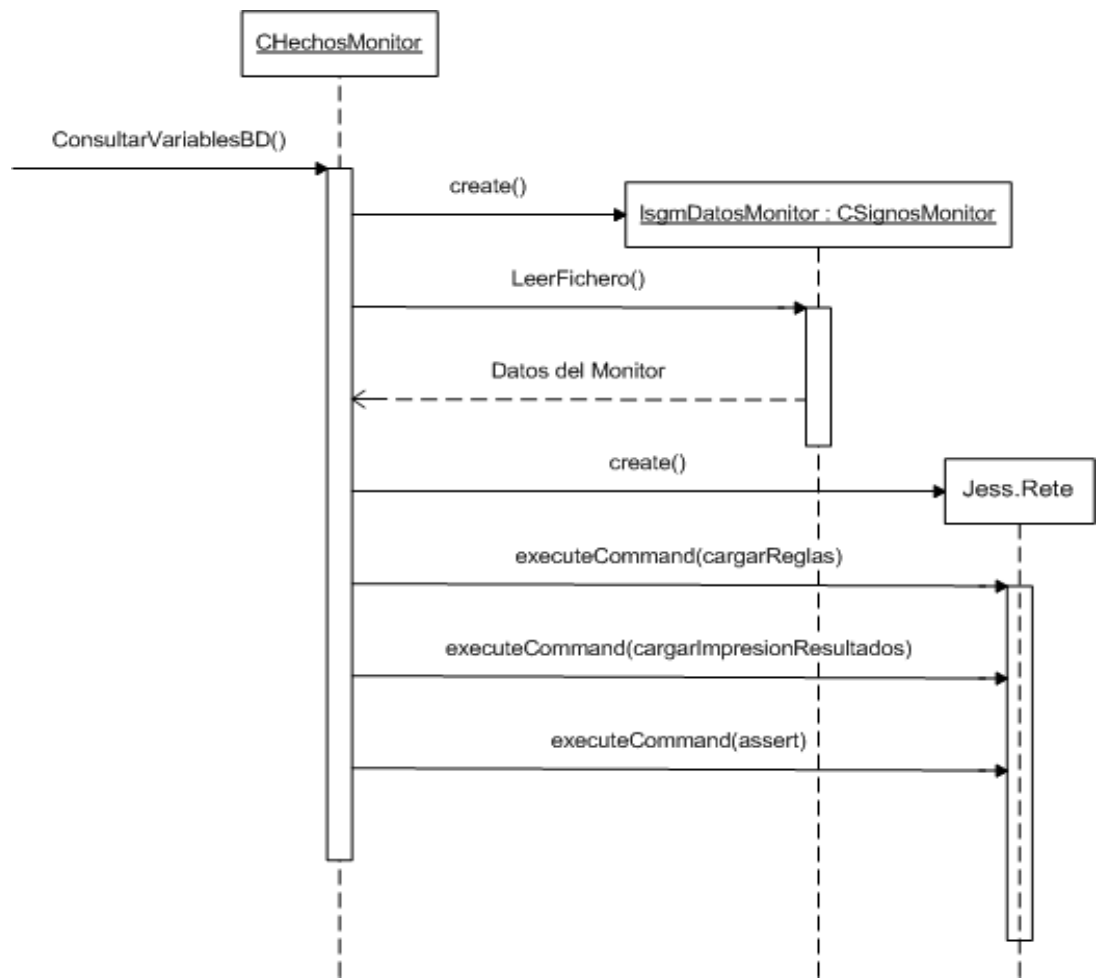 CHechosMonitor
ConsultarVariablesBD()
create()
lsgmDatosMonitor : CSignosMonitor
LeerFichero()
Datos del Monitor
create()
Jess.Rete
executeCommand(cargarReglas)
executeCommand(cargarImpresionResultados)
executeCommand(assert)